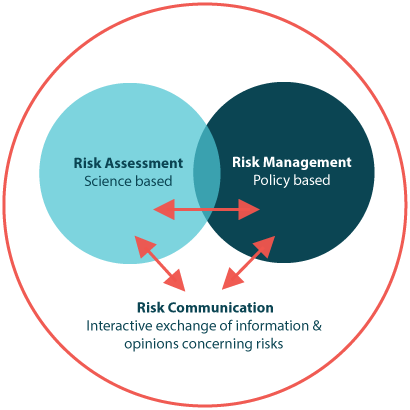 Risk Assessment
Science based
Risk Management
Policy based
Risk Communication
Interactive exchange of information &
opinions concerning risks